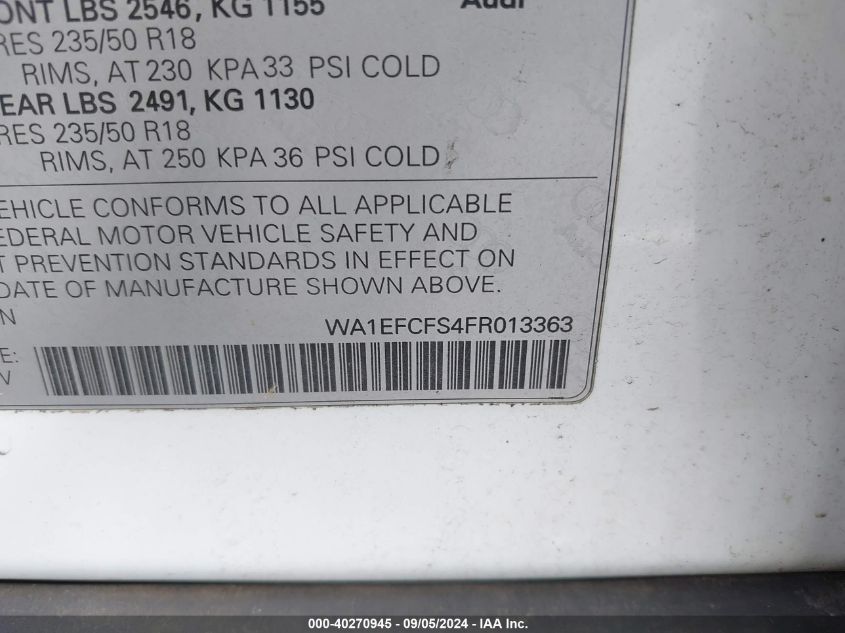 ONT LBS 2546, KG 1155 Audi
RES 235/50 R18
RIMS, AT 230 KPA 33 PSI COLD
EAR LBS 2491, KG 1130
RES 235/50 R18
RIMS, AT 250 KPA 36 PSI COLD
EHICLE CONFORMS TO ALL APPLICABLE
EDERAL MOTOR VEHICLE SAFETY AND
T PREVENTION STANDARDS IN EFFECT ON
DATE OF MANUFACTURE SHOWN ABOVE.
N WA1EFCFS4FR013363
E:
V
000-40270945 - 09/05/2024 - IAA Inc.